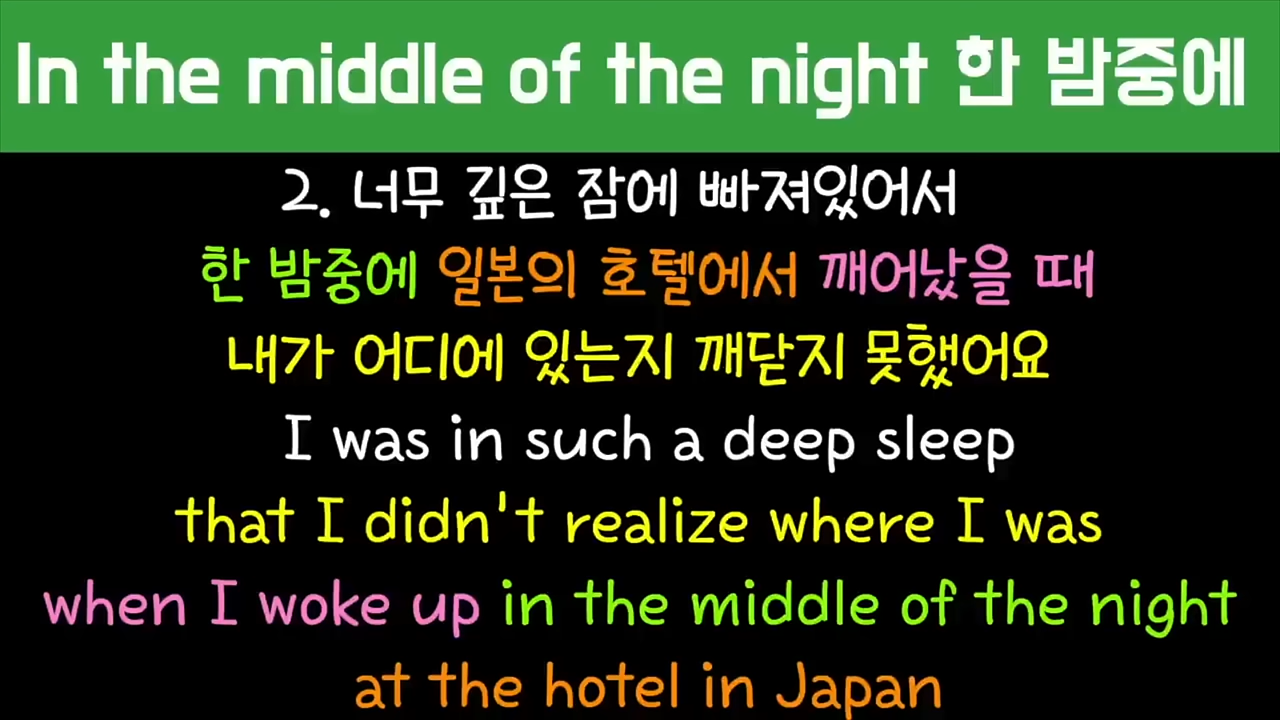 In the middle of the night 한 밤중에
2. 너무 깊은 잠에 빠져있어서
한 밤중에 일본의 호텔에서 깨어났을 때
내가 어디에 있는지 깨닫지 못했어요
I was in such a deep sleep
that I didn't realize where I was
when I woke up in the middle of the night
at the hotel in Japan